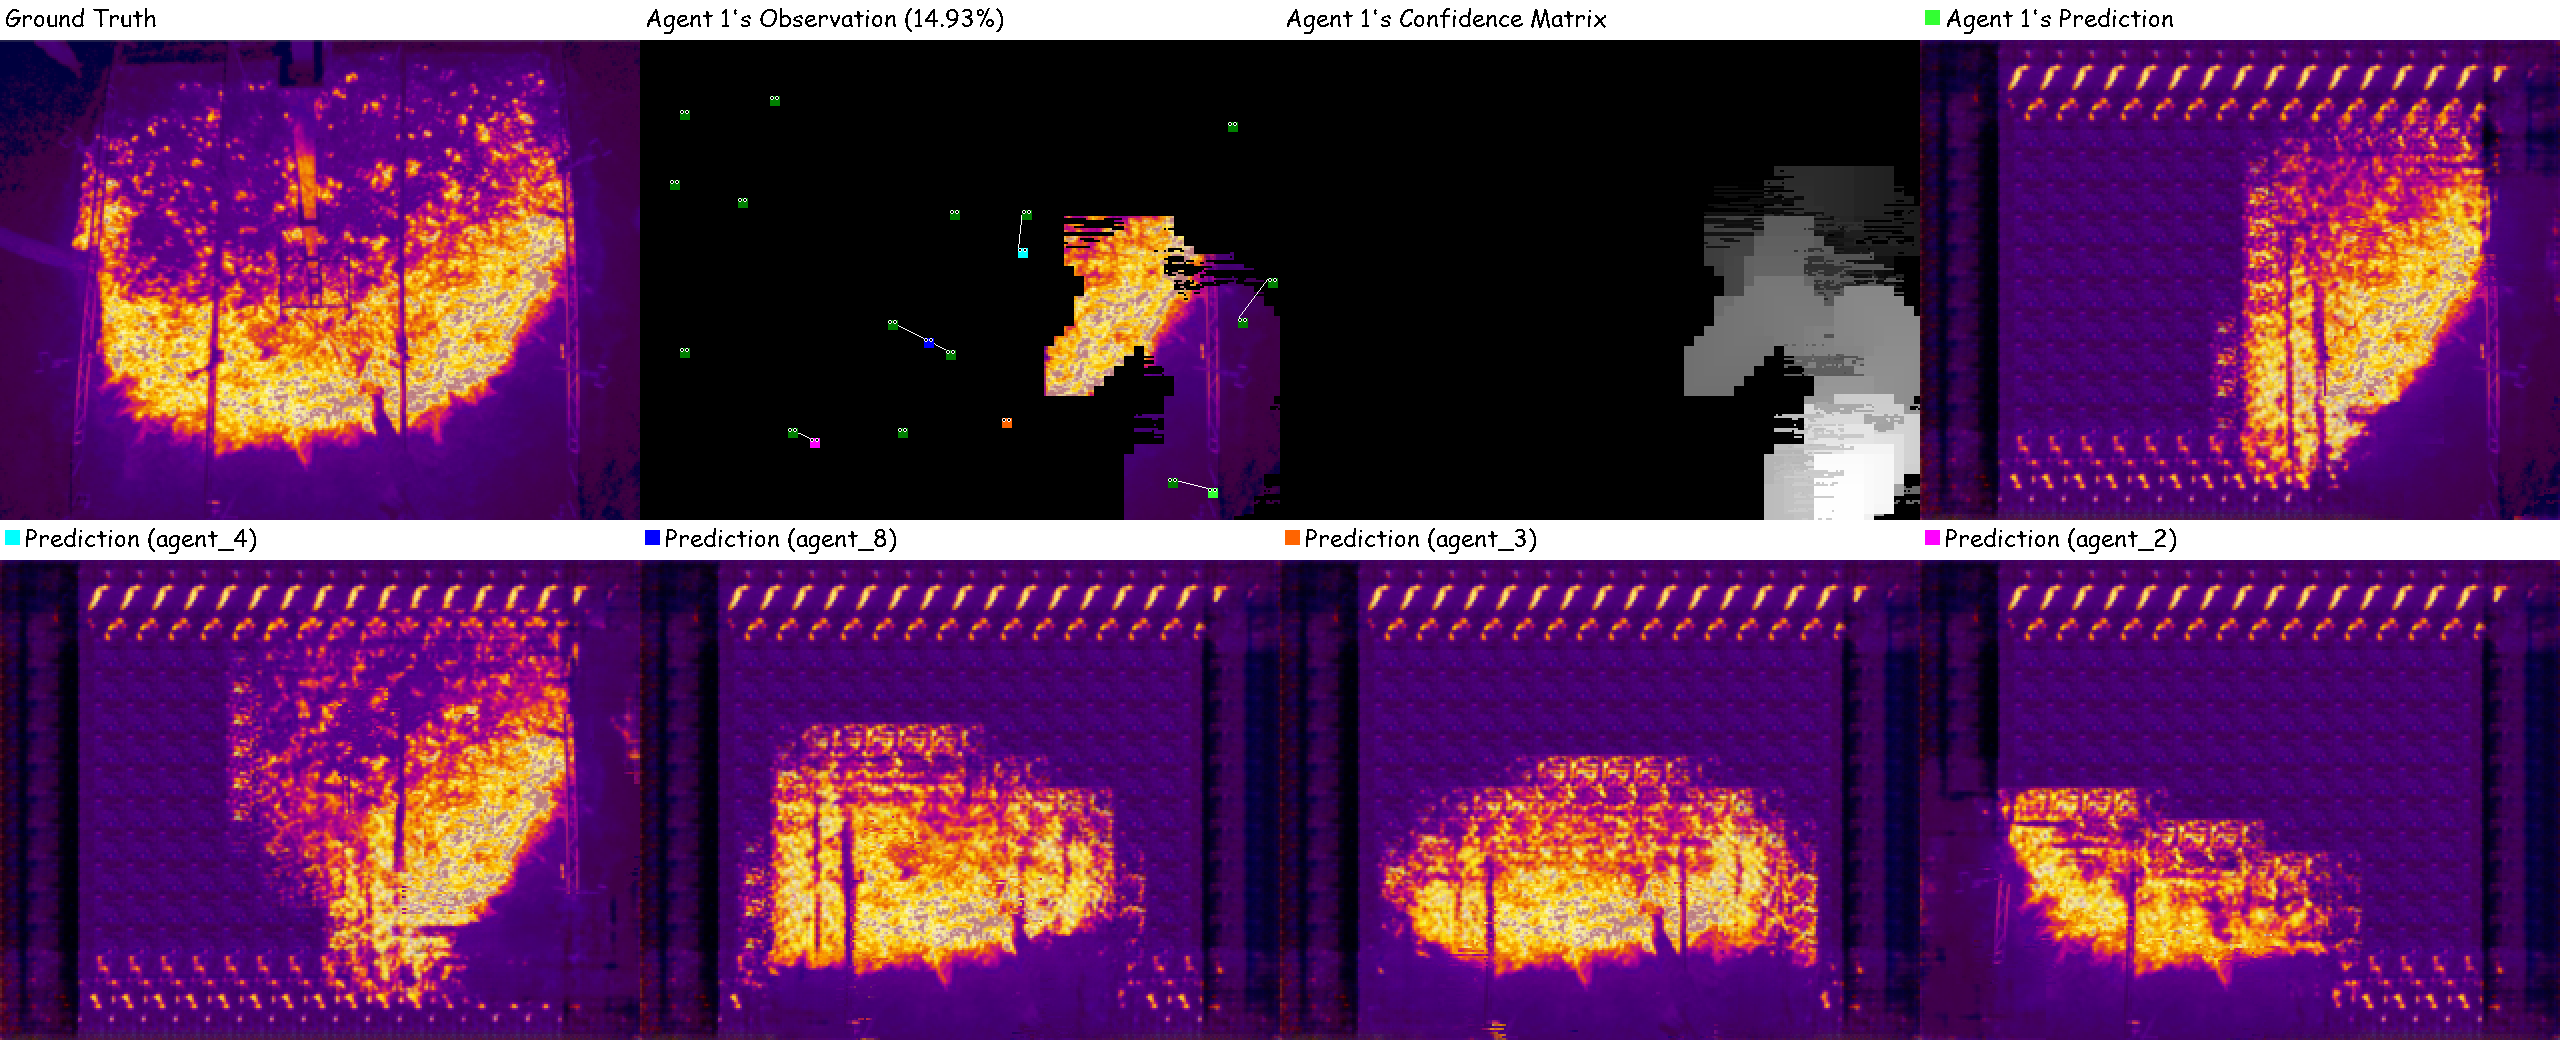 Ground Truth
Agent 1's Observation (14.93%)
Agent 1's Confidence Matrix
Agent 1's Prediction
Prediction (agent_4)
Prediction (agent_8)
Prediction (agent_3)
Prediction (agent_2)